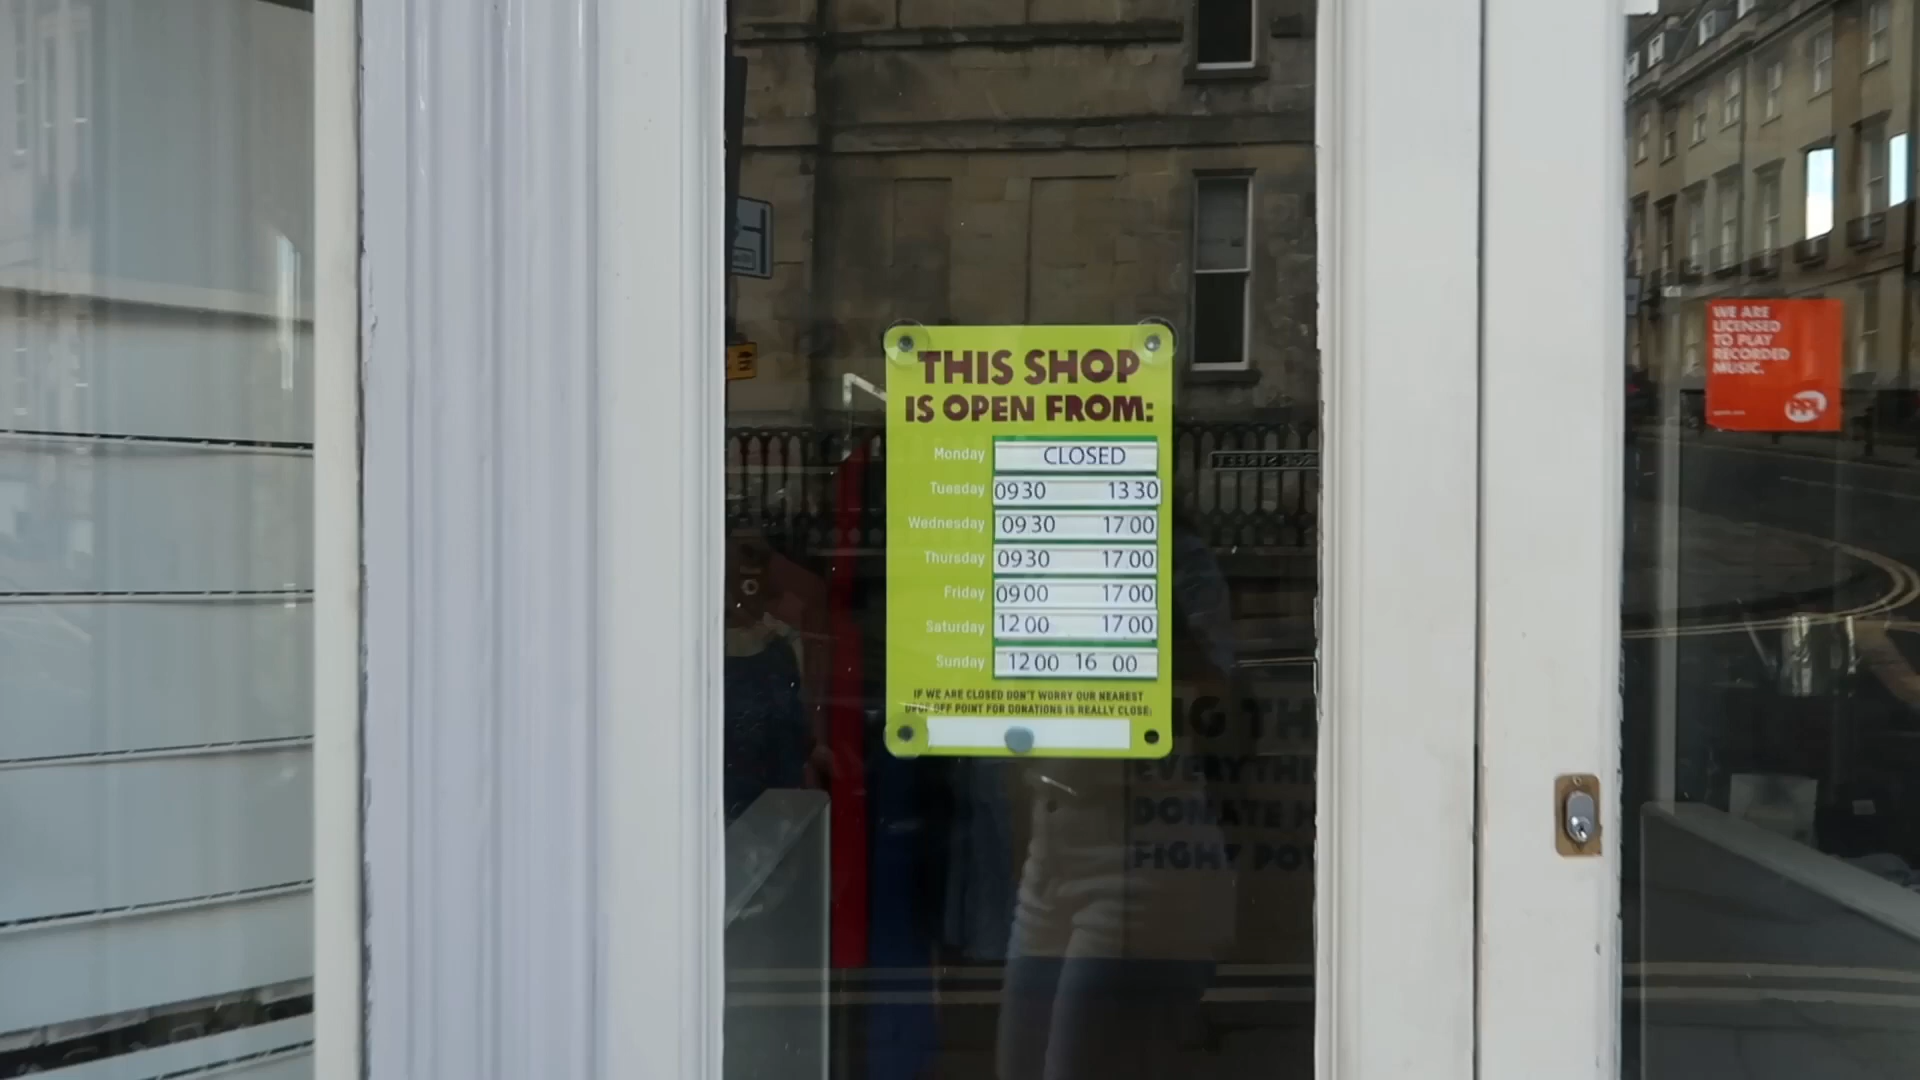 THIS SHOP
IS OPEN FROM:
Monday CLOSED
Tuesday 09 30 13 30
Wednesday 09 30 17 00
Thursday 09 30 17 00
Friday 09 00 17 00
Saturday 12 00 17 00
Sunday 12 00 16 00
IF WE ARE CLOSED DON'T WORRY OUR NEAREST
DROP OFF POINT FOR DONATIONS IS REALLY CLOSE:
WE ARE
LICENSED
TO PLAY
RECORDED
MUSIC.
PPL
DONATE
FIGHT